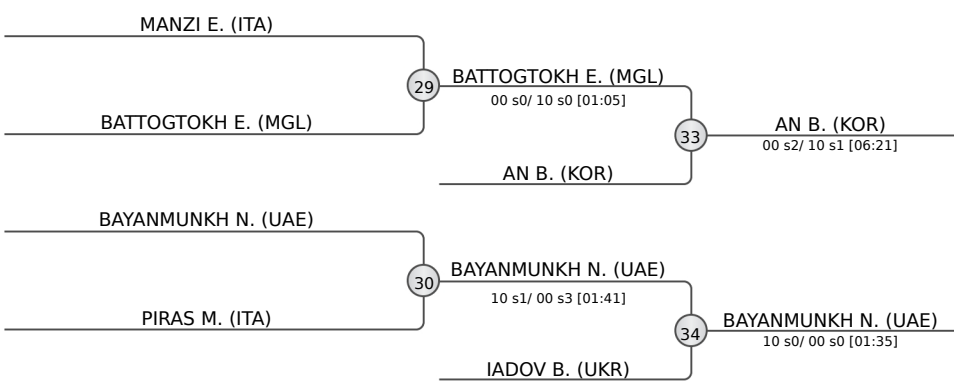 MANZI E. (ITA)
29
BATTOGTOKH E. (MGL)
BATTOGTOKH E. (MGL)
00 s0/ 10 s0 [01:05]
33
AN B. (KOR)
AN B. (KOR)
00 s2/ 10 s1 [06:21]
BAYANMUNKH N. (UAE)
30
PIRAS M. (ITA)
BAYANMUNKH N. (UAE)
10 s1/ 00 s3 [01:41]
34
IADOV B. (UKR)
BAYANMUNKH N. (UAE)
10 s0/ 00 s0 [01:35]